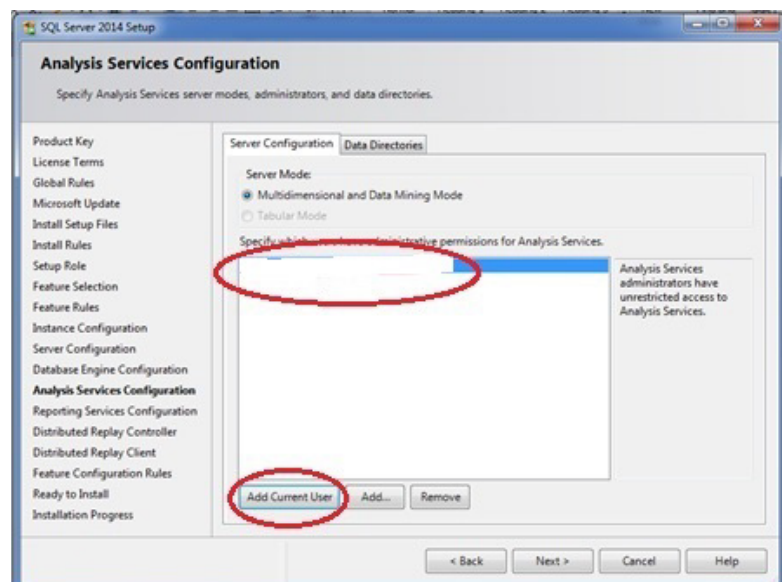 SQL Server 2014 Setup
Analysis Services Configuration
Specify Analysis Services server modes, administrators, and data directories.
Product Key
License Terms
Global Rules
Microsoft Update
Install Setup Files
Install Rules
Setup Role
Feature Selection
Feature Rules
Instance Configuration
Server Configuration
Database Engine Configuration
Analysis Services Configuration
Reporting Services Configuration
Distributed Replay Controller
Distributed Replay Client
Feature Configuration Rules
Ready to Install
Installation Progress
Server Configuration Data Directories
Server Mode:
Multidimensional and Data Mining Mode
Tabular Mode
Specify which administrative permissions for Analysis Services.
Analysis Services
administrators have
unrestricted access to
Analysis Services.
Add Current User Add... Remove
< Back Next > Cancel Help